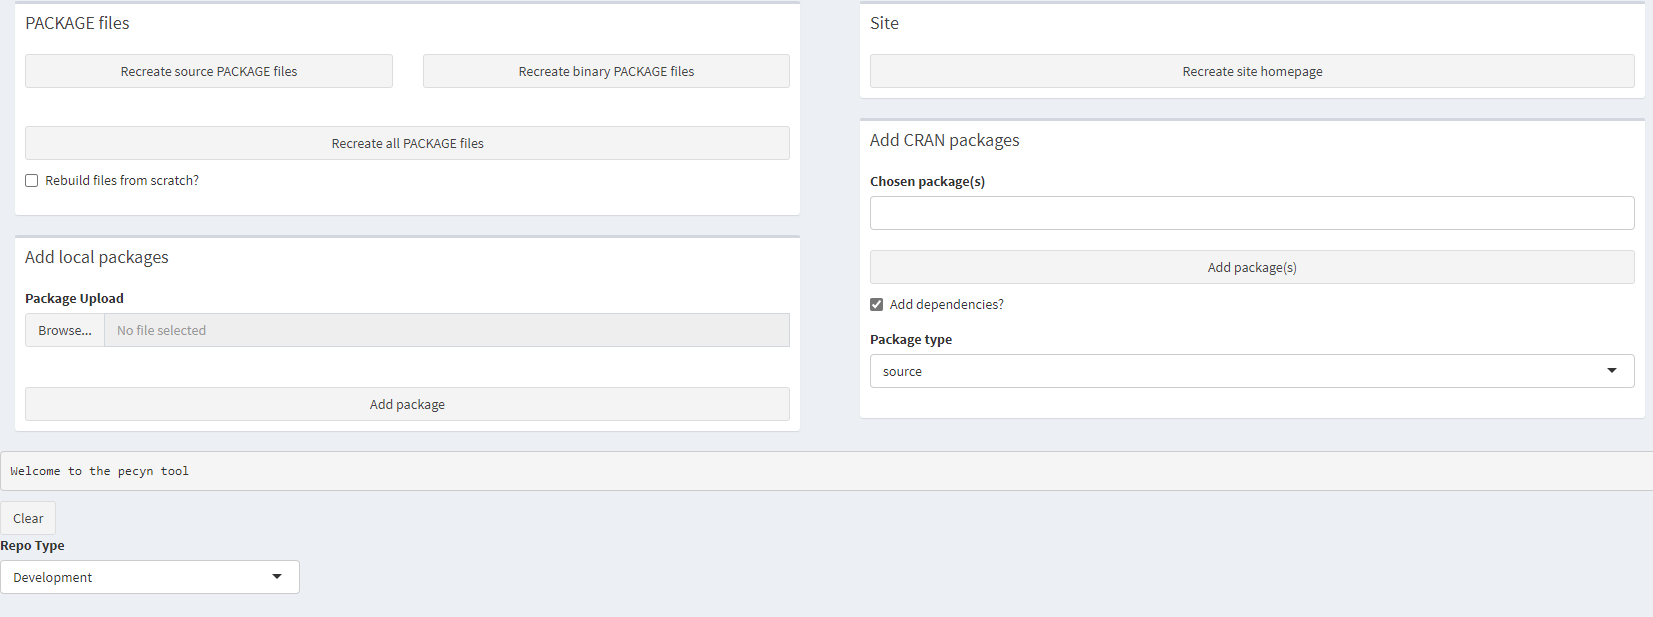 PACKAGE files
Recreate source PACKAGE files
Recreate binary PACKAGE files
Recreate all PACKAGE files
Rebuild files from scratch?
Add local packages
Package Upload
Browse... No file selected
Add package
Site
Recreate site homepage
Add CRAN packages
Chosen package(s)
Add package(s)
Add dependencies?
Package type
source
Welcome to the pecyn tool
Clear
Repo Type
Development